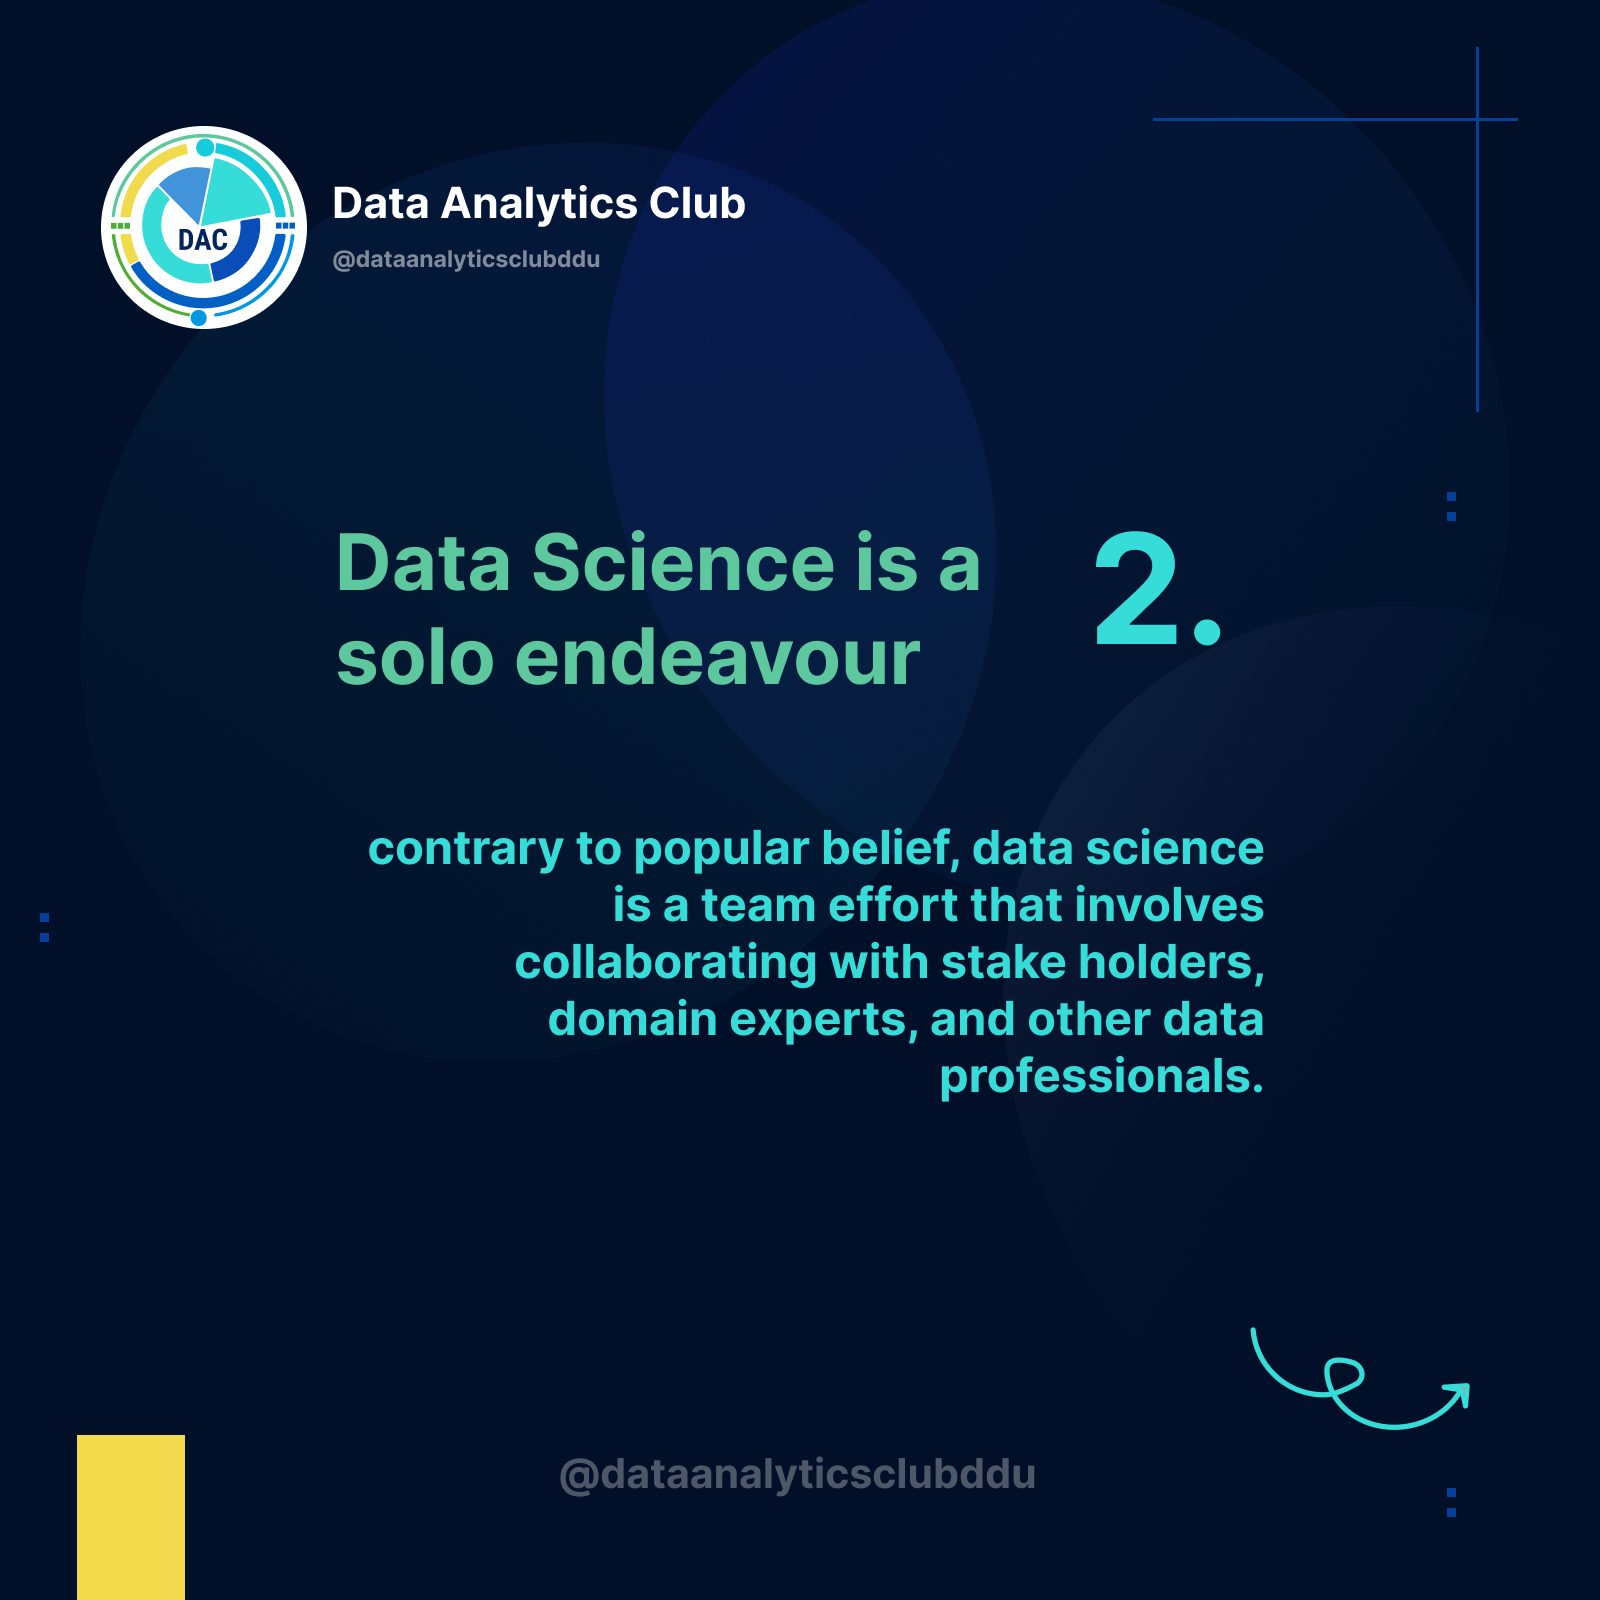 DAC
Data Analytics Club
@dataanalyticsclubddu
Data Science is a
solo endeavour
2.
contrary to popular belief, data science
is a team effort that involves
collaborating with stake holders,
domain experts, and other data
professionals.
@dataanalyticsclubddu